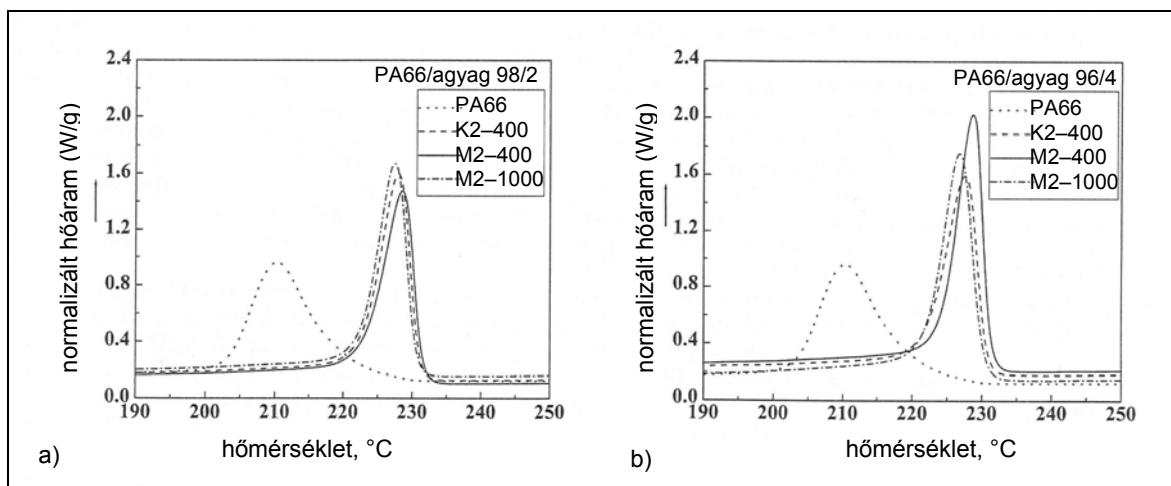 2.4
PA66/agyag 98/2
PA66
K2–400
M2–400
M2–1000
2.0
1.6
1.2
0.8
0.4
0.0
normalizált hőáram (W/g)
190 200 210 220 230 240 250
a)
hőmérséklet, °C
2.4
PA66/agyag 96/4
PA66
K2–400
M2–400
M2–1000
2.0
1.6
1.2
0.8
0.4
0.0
normalizált hőáram (W/g)
190 200 210 220 230 240 250
b)
hőmérséklet, °C